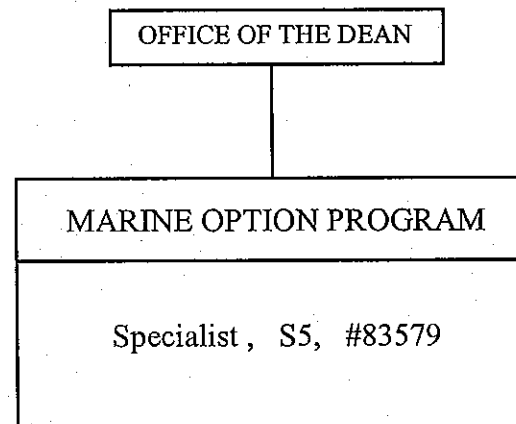 OFFICE OF THE DEAN
MARINE OPTION PROGRAM
Specialist , S5, #83579